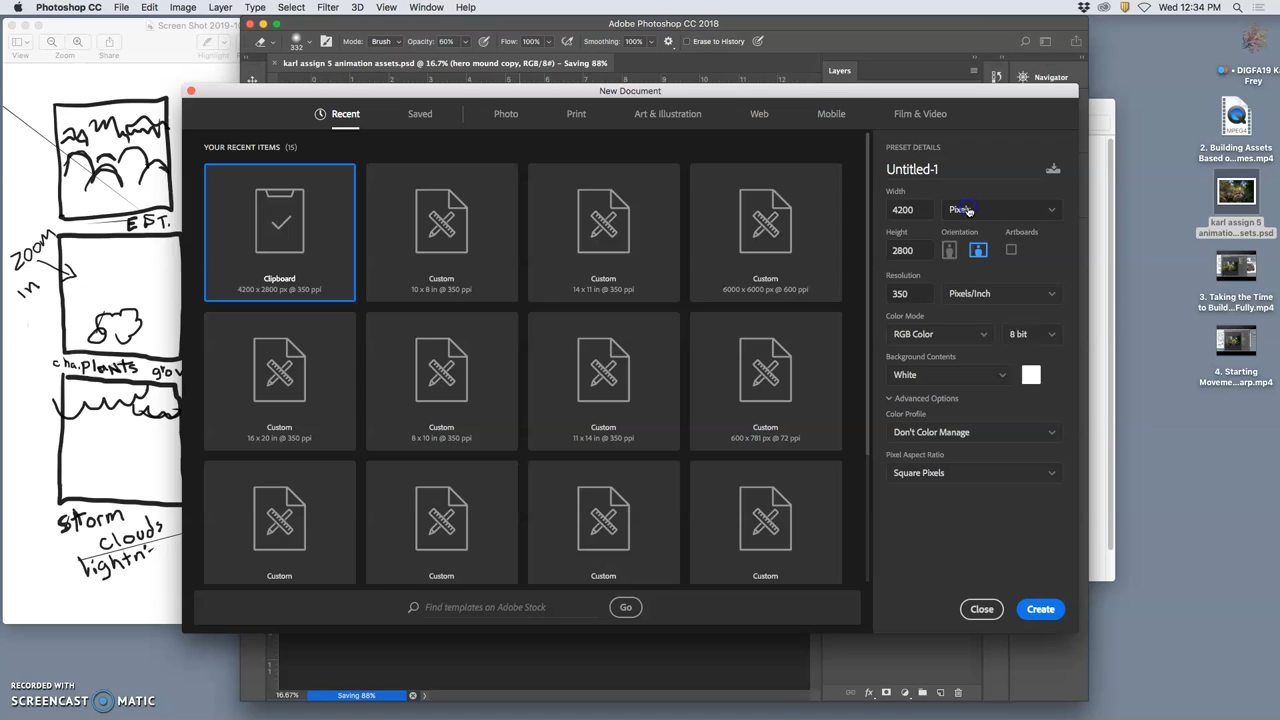 Photoshop CC File Edit Image Layer Type Select Filter 3D View Window Help
Wed 12:34 PM
Screen Shot 2019-10
Adobe Photoshop CC 2018
View Zoom Share Highlight
332 Mode: Brush Opacity: 60% Flow: 100% Smoothing: 100% Erase to History
karl assign 5 animation assets.psd @ 16.7% (hero mound copy, RGB/8#) - Saving 88%
Layers
Navigator
New Document
Recent Saved Photo Print Art & Illustration Web Mobile Film & Video
YOUR RECENT ITEMS (15)
Clipboard
4200 x 2800 px @ 350 ppi
Custom
10 x 8 in @ 350 ppi
Custom
14 x 11 in @ 350 ppi
Custom
6000 x 6000 px @ 600 ppi
Custom
16 x 20 in @ 350 ppi
Custom
8 x 10 in @ 350 ppi
Custom
11 x 14 in @ 350 ppi
Custom
600 x 781 px @ 72 ppi
Custom
Custom
Custom
Custom
Find templates on Adobe Stock
Go
PRESET DETAILS
Untitled-1
Width
4200 Pixels
Height Orientation Artboards
2800
Resolution
350 Pixels/Inch
Color Mode
RGB Color 8 bit
Background Contents
White
Advanced Options
Color Profile
Don't Color Manage
Pixel Aspect Ratio
Square Pixels
Close Create
16.67% Saving 88%
EST.
zoom
in
plants
storm
clouds
DIGFA19
Frey
MPEG4
2. Building Assets
Based o...mes.mp4
karl assign 5
animatio...sets.psd
3. Taking the Time
to Build...Fully.mp4
4. Starting
Moveme...arp.mp4
RECORDED WITH
SCREENCAST MATIC